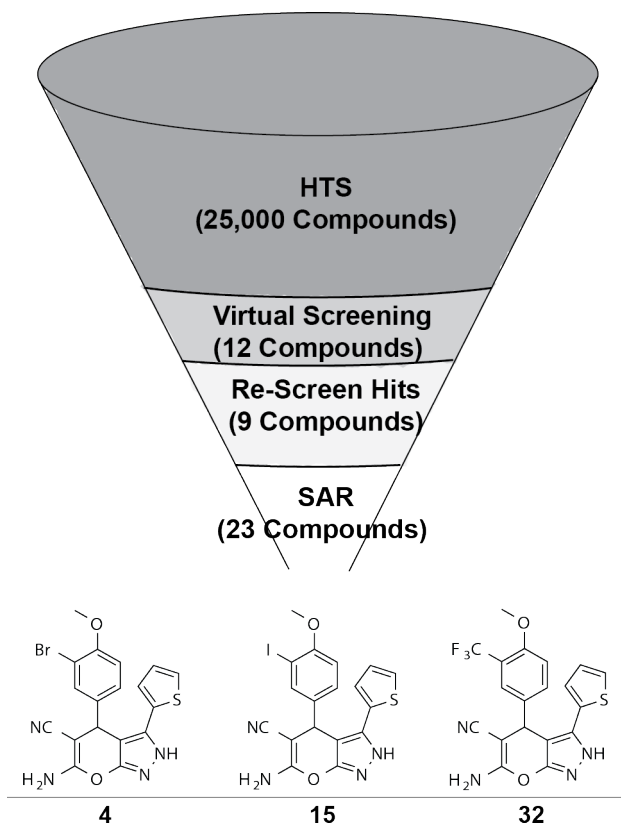 HTS
(25,000 Compounds)
Virtual Screening
(12 Compounds)
Re-Screen Hits
(9 Compounds)
SAR
(23 Compounds)
O
Br
S
NC
NH
H2N
O
N
4
O
I
S
NC
NH
H2N
O
N
15
O
F3C
S
NC
NH
H2N
O
N
32